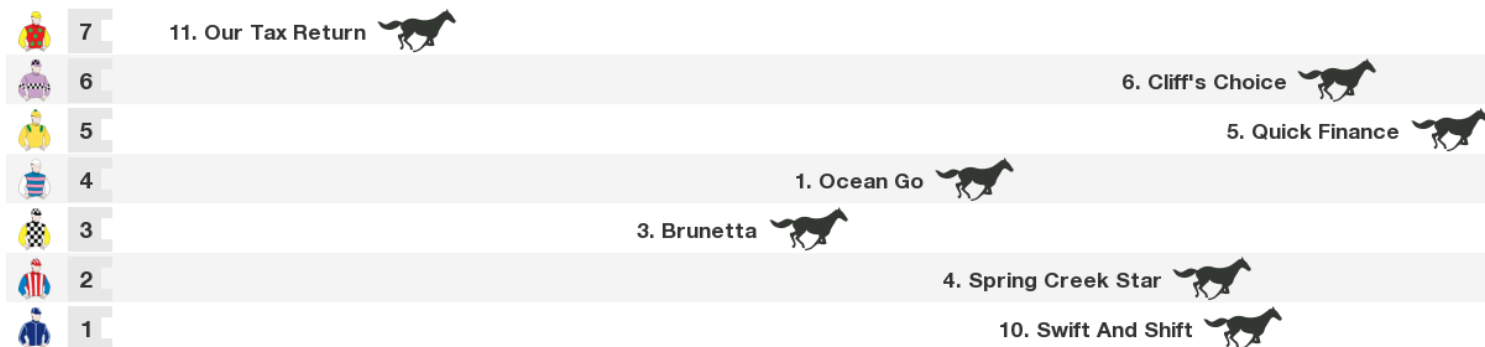 7 11. Our Tax Return
6 6. Cliff's Choice
5 5. Quick Finance
4 1. Ocean Go
3 3. Brunetta
2 4. Spring Creek Star
1 10. Swift And Shift